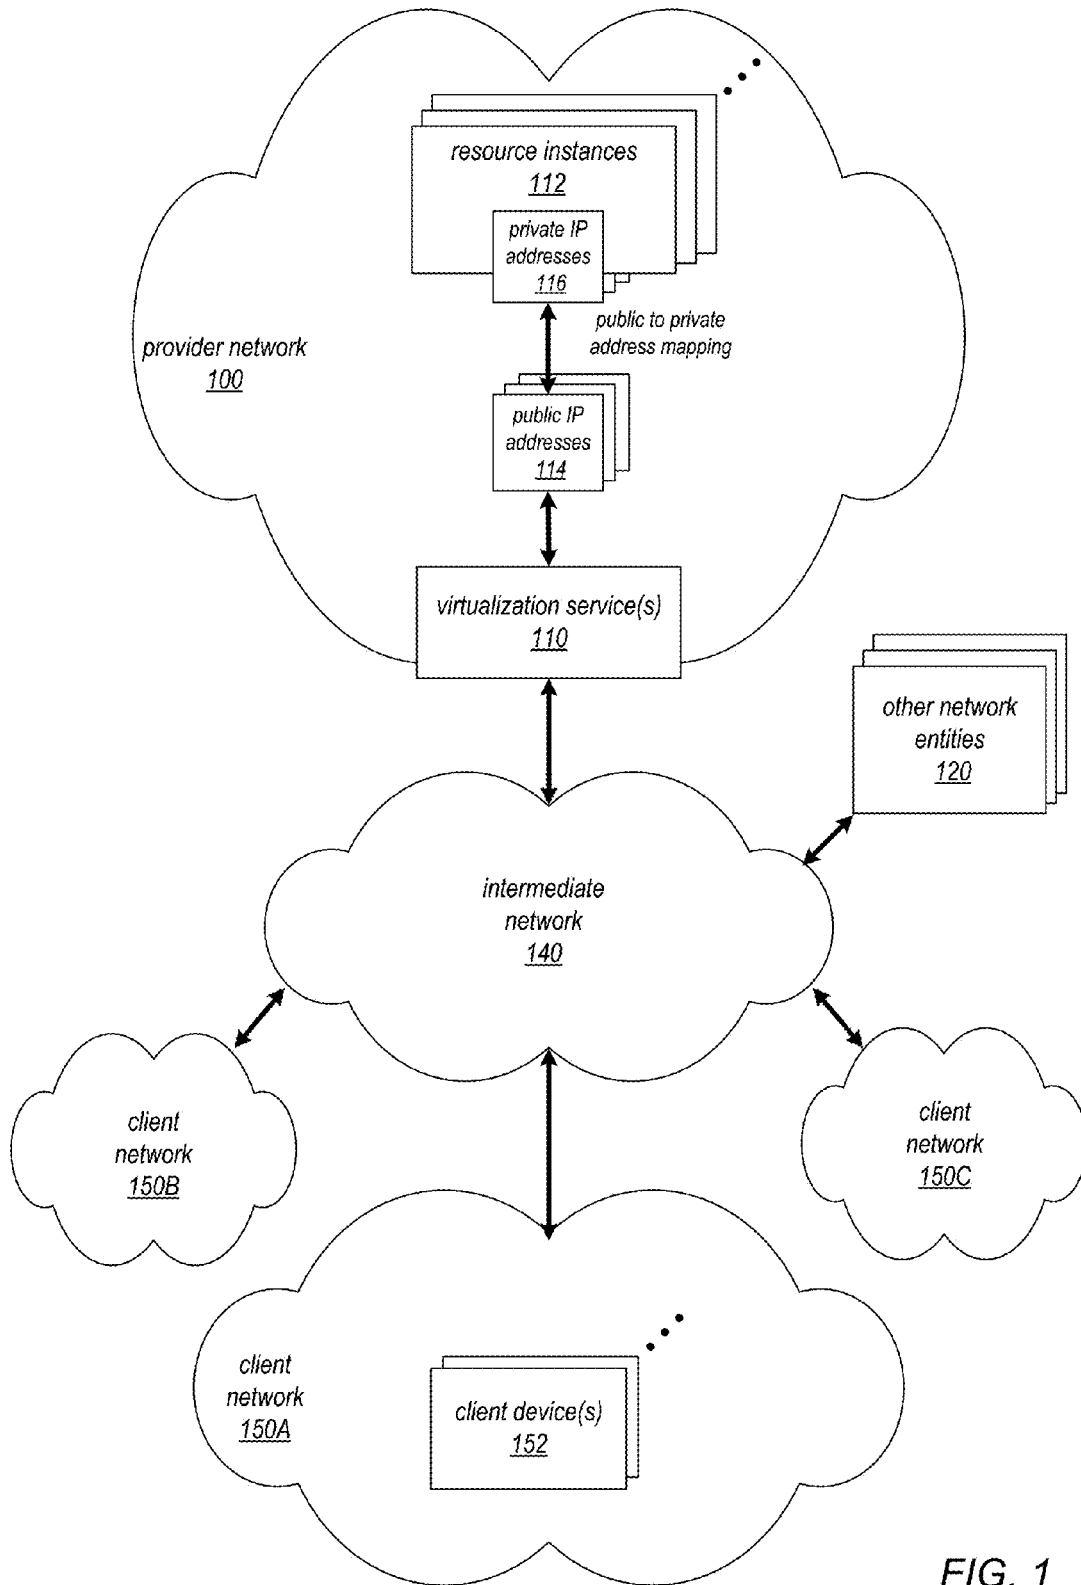 resource instances
112
private IP
addresses
116
public to private
address mapping
provider network
100
public IP
addresses
114
virtualization service(s)
110
other network
entities
120
intermediate
network
140
client
network
150B
client
network
150C
client
network
150A
client device(s)
152
FIG. 1